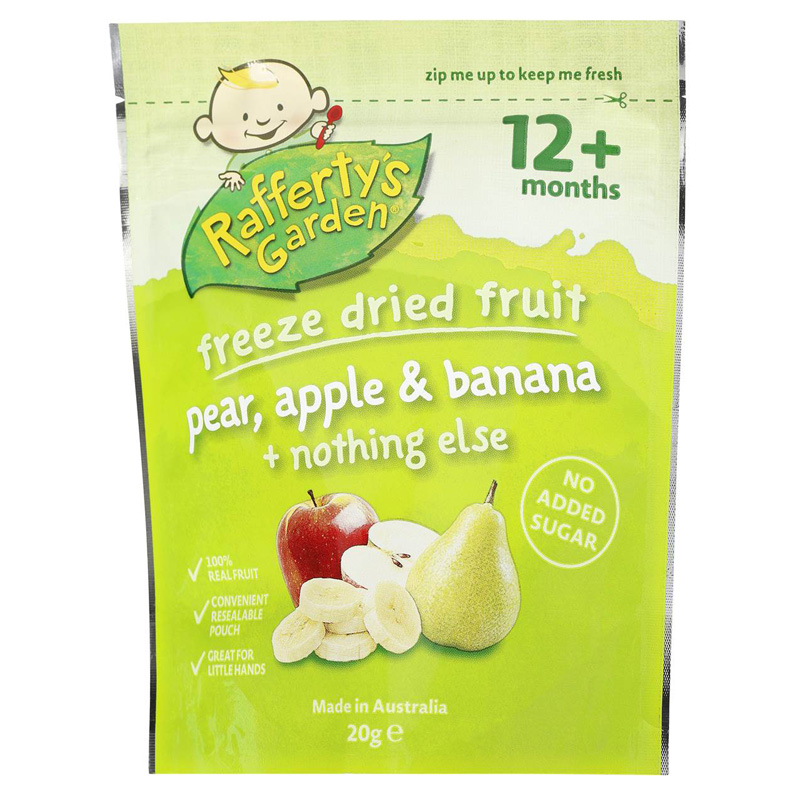 zip me up to keep me fresh
12+
months
Rafferty's
Garden
freeze dried fruit
pear, apple & banana
+ nothing else
NO
ADDED
SUGAR
100%
REAL FRUIT
CONVENIENT
RESEALABLE
POUCH
GREAT FOR
LITTLE HANDS
Made in Australia
20g e